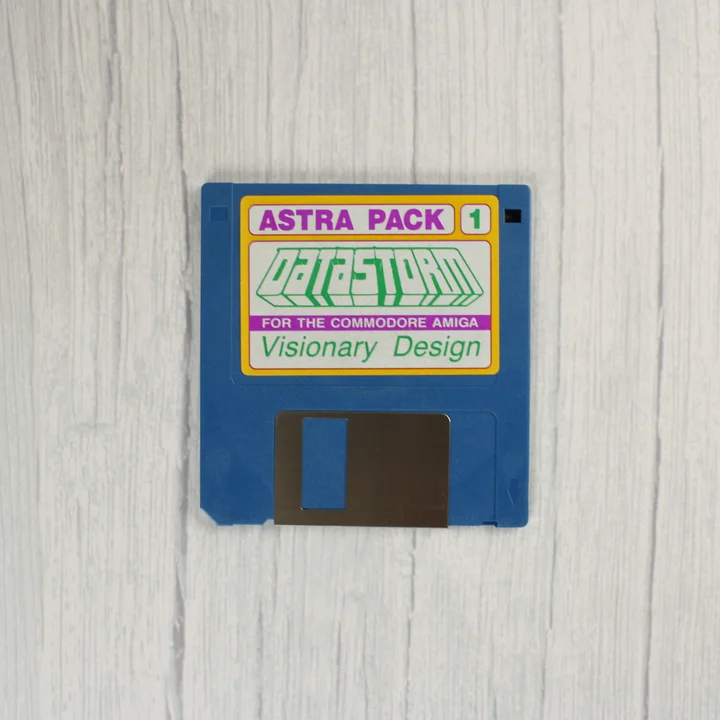 ASTRA PACK 1
DATASTORM
FOR THE COMMODORE AMIGA
Visionary Design